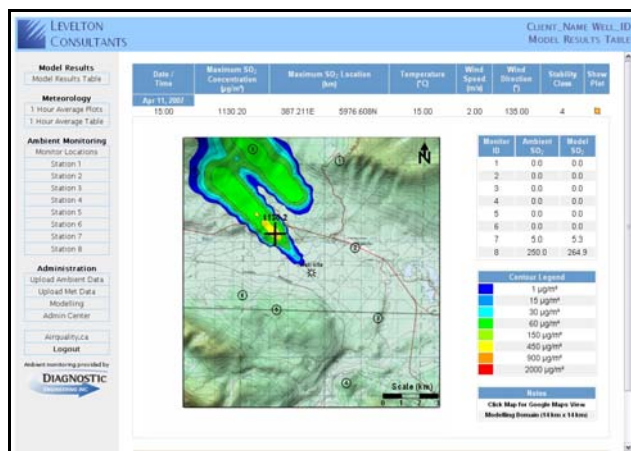 LEVELTON
CONSULTANTS
CLIENT_NAME WELL_ID
MODEL RESULTS TABLE
Model Results
Model Results Table
Meteorology
1 Hour Average Plots
1 Hour Average Table
Ambient Monitoring
Monitor Locations
Station 1
Station 2
Station 3
Station 4
Station 5
Station 6
Station 7
Station 8
Administration
Upload Ambient Data
Upload Met Data
Modelling
Admin Center
Airquality.ca
Logout
Ambient monitoring provided by
DIAGNOSTIC
ENGINEERING INC
Date / Time Maximum SO₂ Concentration (µg/m³) Maximum SO₂ Location (km) Temperature (°C) Wind Speed (m/s) Wind Direction (°) Stability Class Show Plot
Apr 11, 2002
15:00 1130.20 387.211E 5976.608N 15.00 2.00 135.00 4
N
1130.2
Scale (km)
0 1 2 3
Monitor ID Ambient SO₂ Model SO₂
1 0.0 0.0
2 0.0 0.0
3 0.0 0.0
4 0.0 0.0
5 0.0 0.0
6 0.0 0.0
7 5.0 5.3
8 250.0 264.9
Contour Legend
1 µg/m³
15 µg/m³
30 µg/m³
60 µg/m³
150 µg/m³
450 µg/m³
900 µg/m³
2000 µg/m³
Notes
Click Map for Google Maps View
Modelling Domain (14 km x 14 km)